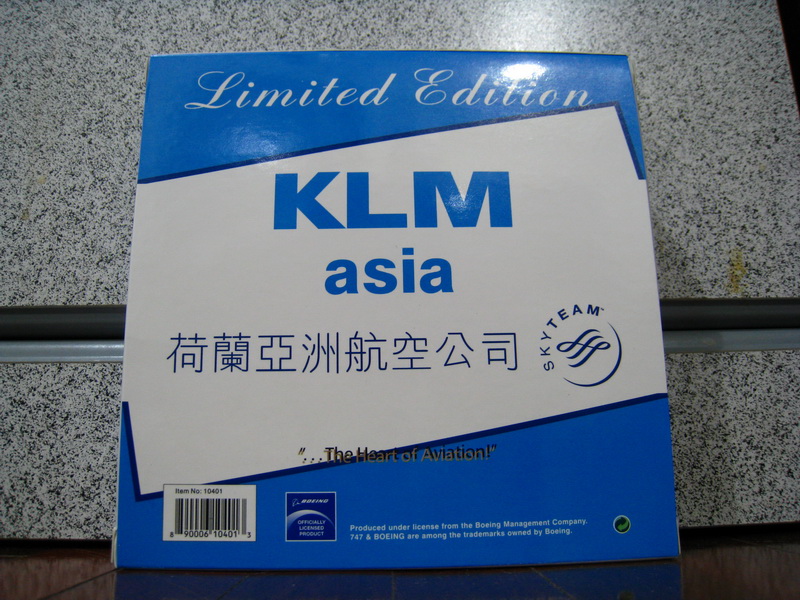 Limited Edition
KLM
asia
荷蘭亞洲航空公司
SKYTEAM™
"...The Heart of Aviation!"
Item No: 10401
8 90006 10401 3
BOEING
OFFICIALLY
LICENSED
PRODUCT
Produced under license from the Boeing Management Company.
747 & BOEING are among the trademarks owned by Boeing.